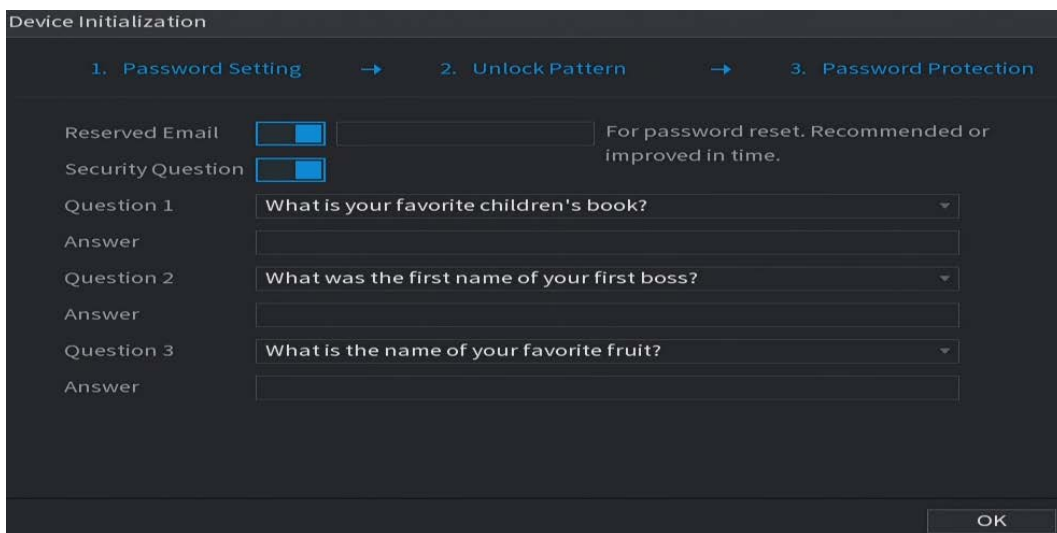 Device Initialization
1. Password Setting → 2. Unlock Pattern → 3. Password Protection
Reserved Email For password reset. Recommended or
improved in time.
Security Question
Question 1 What is your favorite children's book?
Answer
Question 2 What was the first name of your first boss?
Answer
Question 3 What is the name of your favorite fruit?
Answer
OK